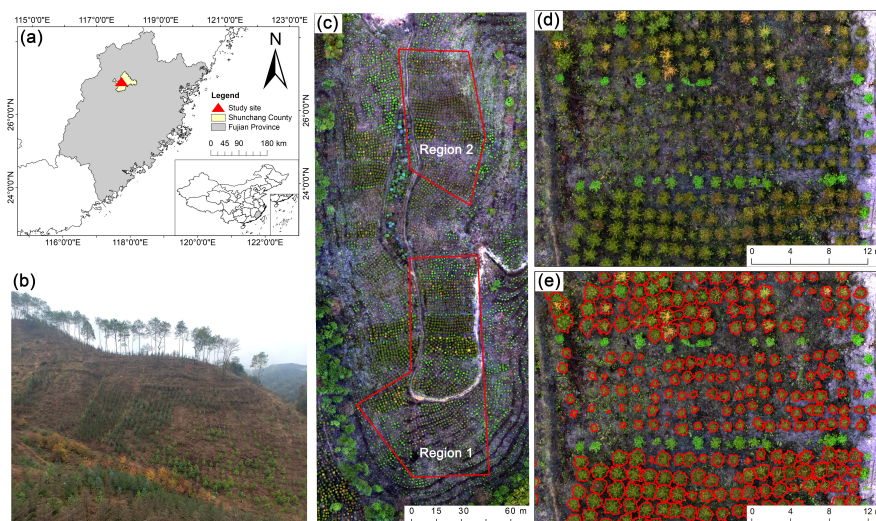 (a)
115°0'0"E 117°0'0"E 119°0'0"E 121°0'0"E 123°0'0"E
N
Legend
Study site
Shunchang County
Fujian Province
0 45 90 180 km
26°0'0"N
24°0'0"N
26°0'0"N
24°0'0"N
116°0'0"E 118°0'0"E 120°0'0"E 122°0'0"E
(b)
(c)
Region 2
Region 1
0 15 30 60 m
(d)
0 4 8 12 m
(e)
0 4 8 12 m